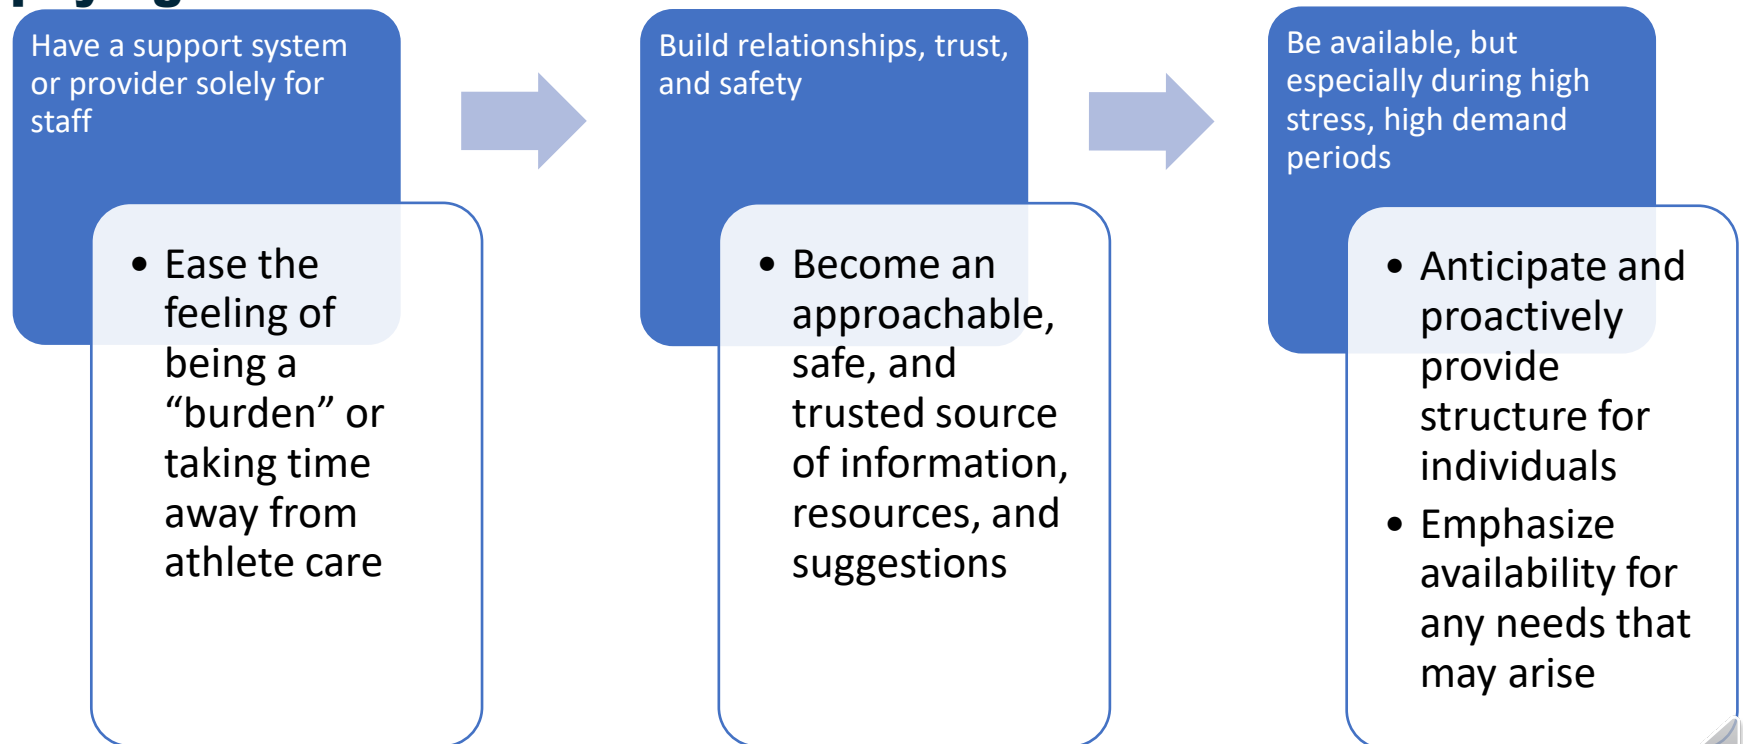 Have a support system
or provider solely for
staff
• Ease the
feeling of
being a
“burden” or
taking time
away from
athlete care
Build relationships, trust,
and safety
• Become an
approachable,
safe, and
trusted source
of information,
resources, and
suggestions
Be available, but
especially during high
stress, high demand
periods
• Anticipate and
proactively
provide
structure for
individuals
• Emphasize
availability for
any needs that
may arise